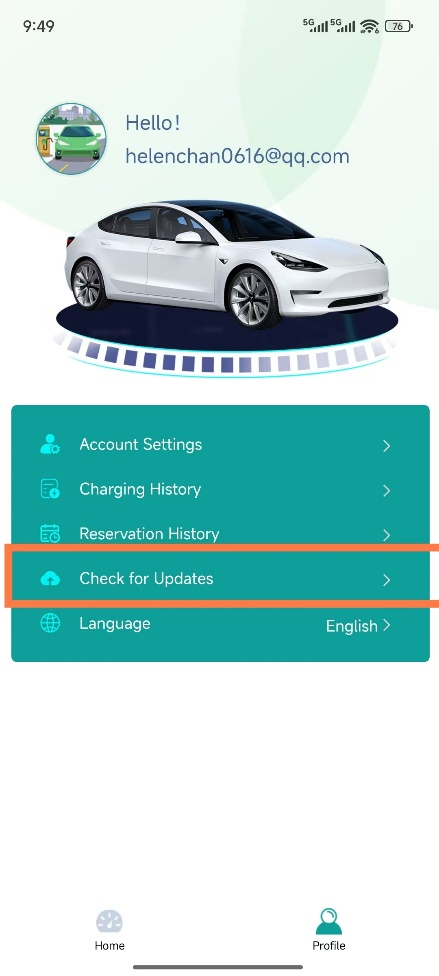 9:49
5G 5G 6 76
Hello!
helenchan0616@qq.com
Account Settings
Charging History
Reservation History
Check for Updates
Language English
Home Profile